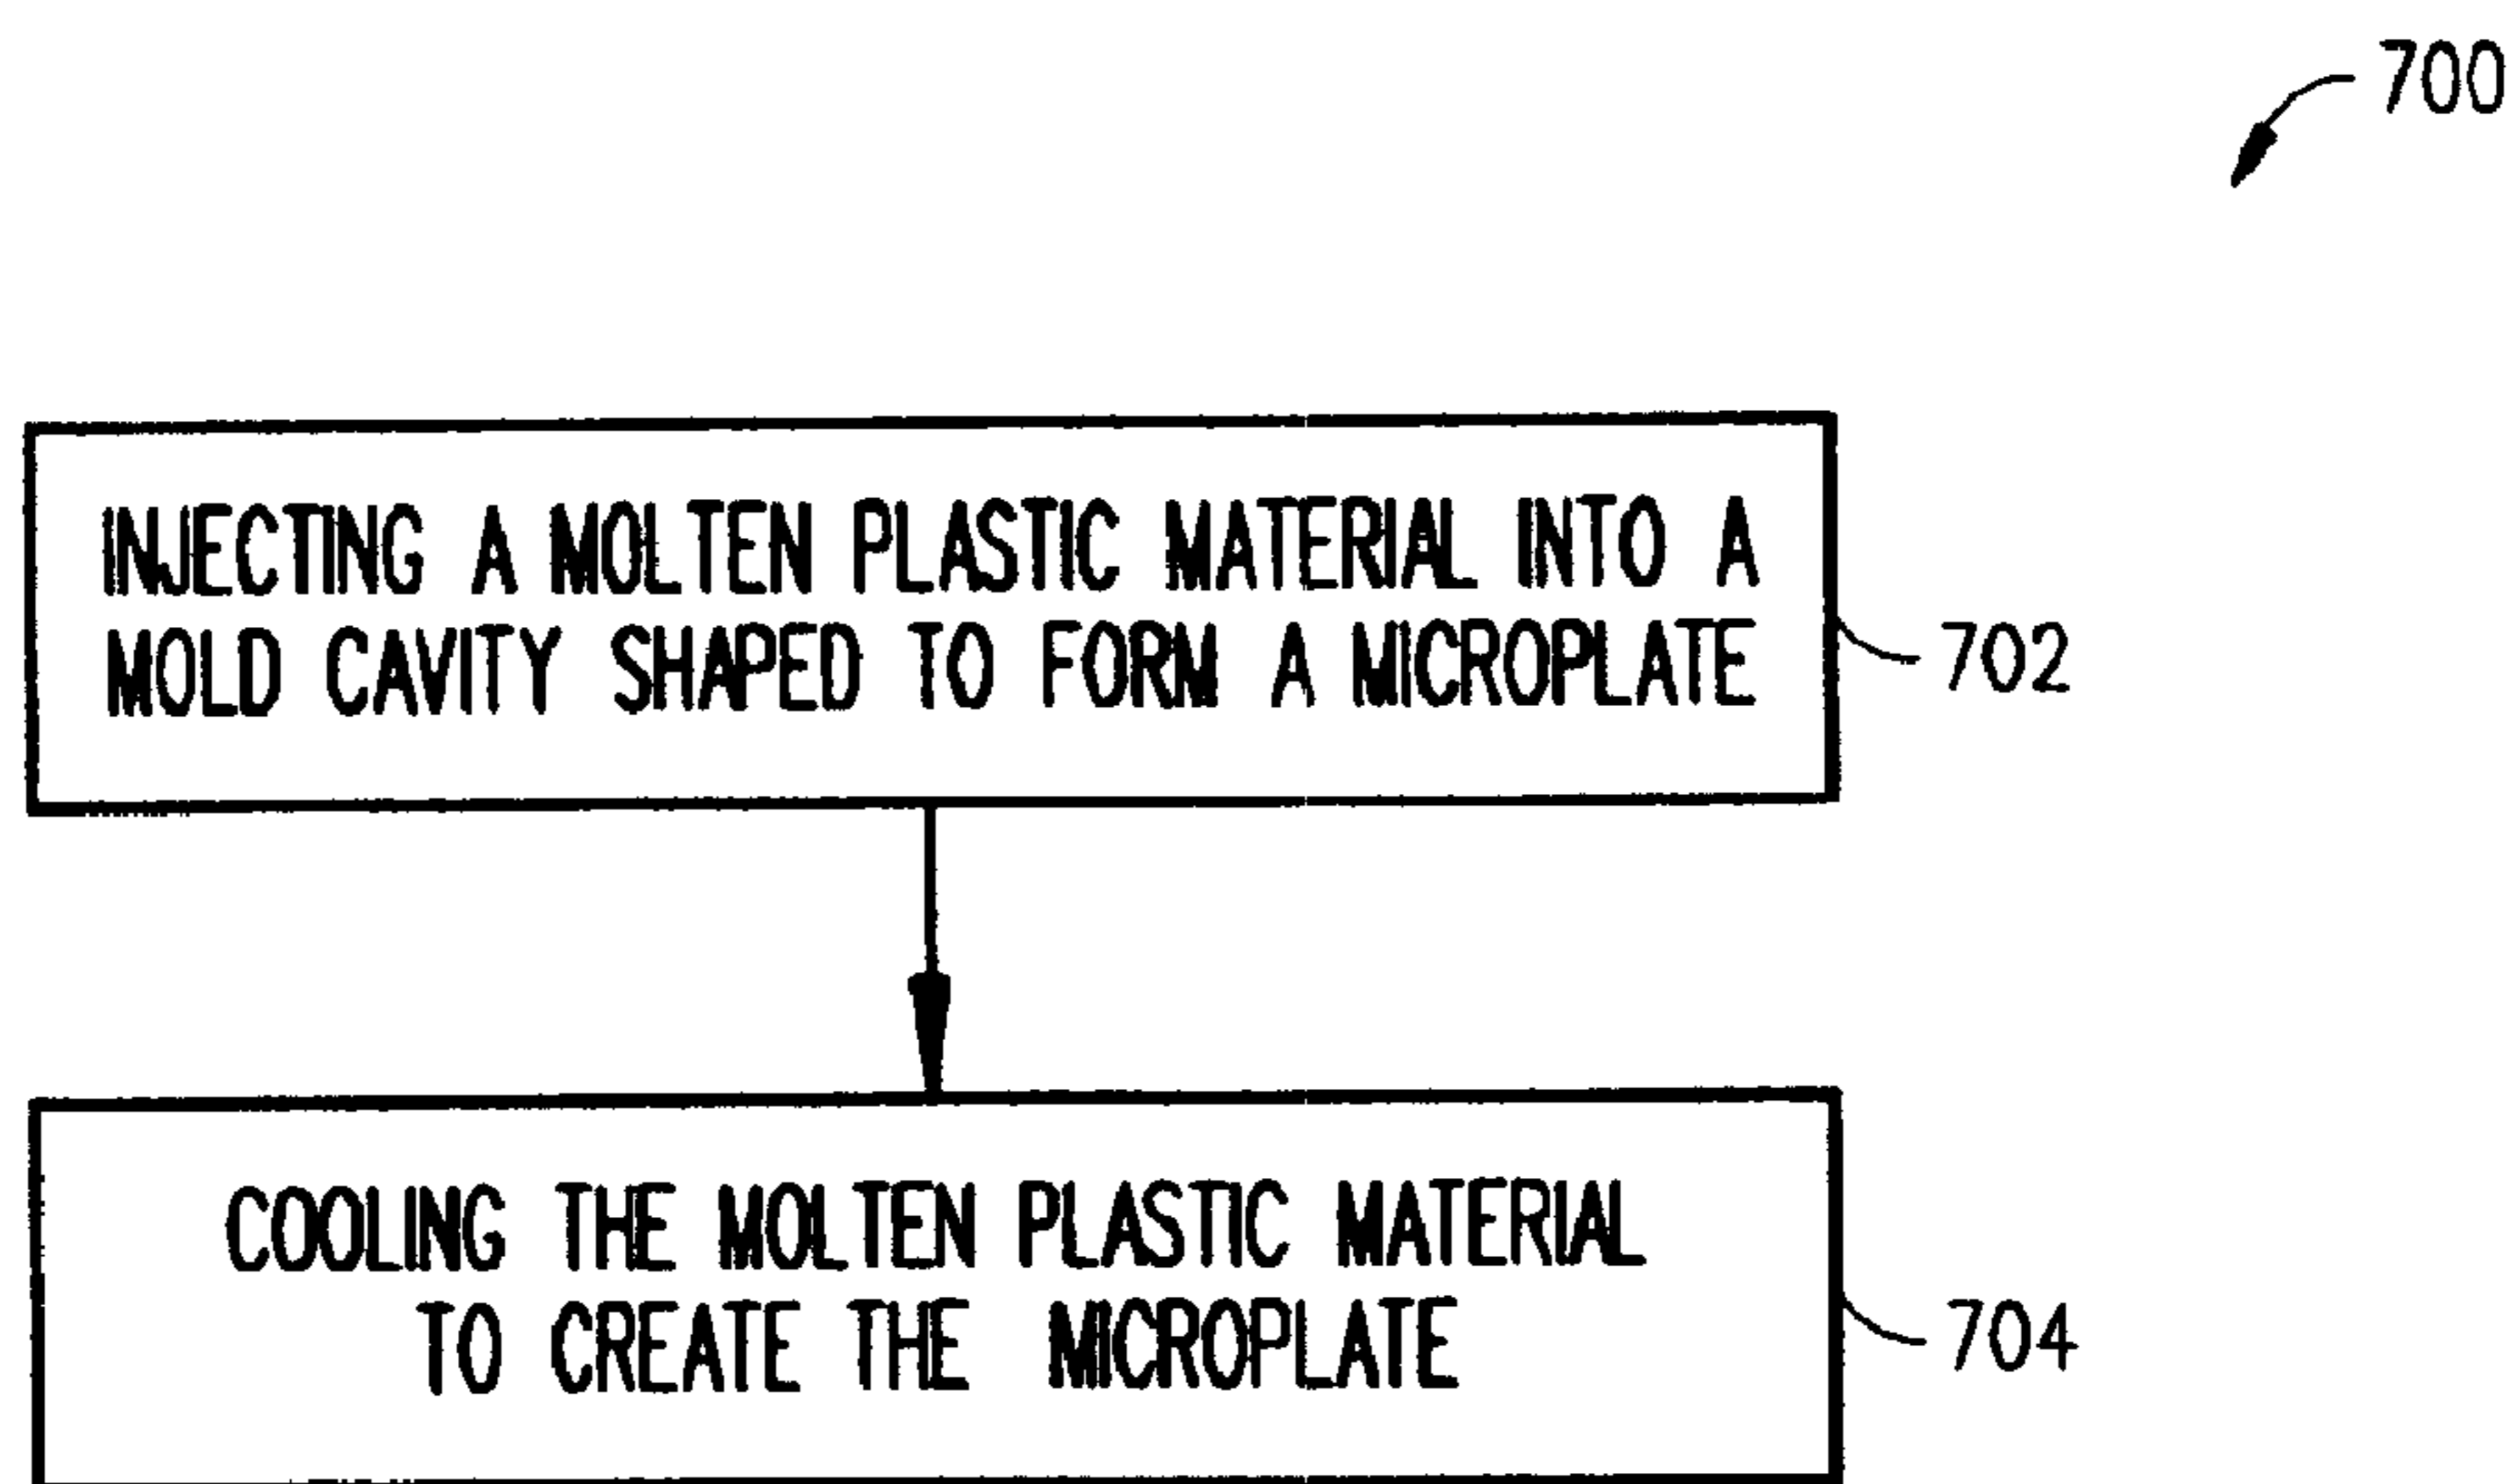 700
INJECTING A MOLTEN PLASTIC MATERIAL INTO A
MOLD CAVITY SHAPED TO FORM A MICROPLATE
702
COOLING THE MOLTEN PLASTIC MATERIAL
TO CREATE THE MICROPLATE
704